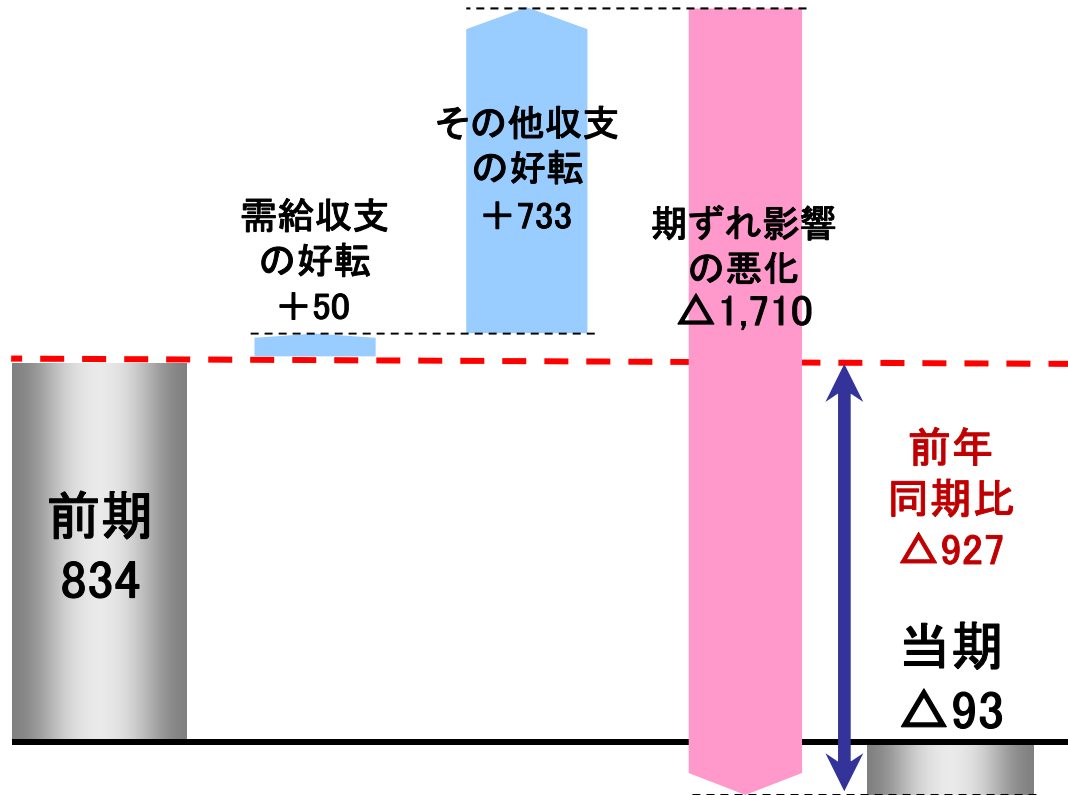 その他収支
の好転
＋733
需給収支
の好転
＋50
期ずれ影響
の悪化
△1,710
前期
834
前年
同期比
△927
当期
△93